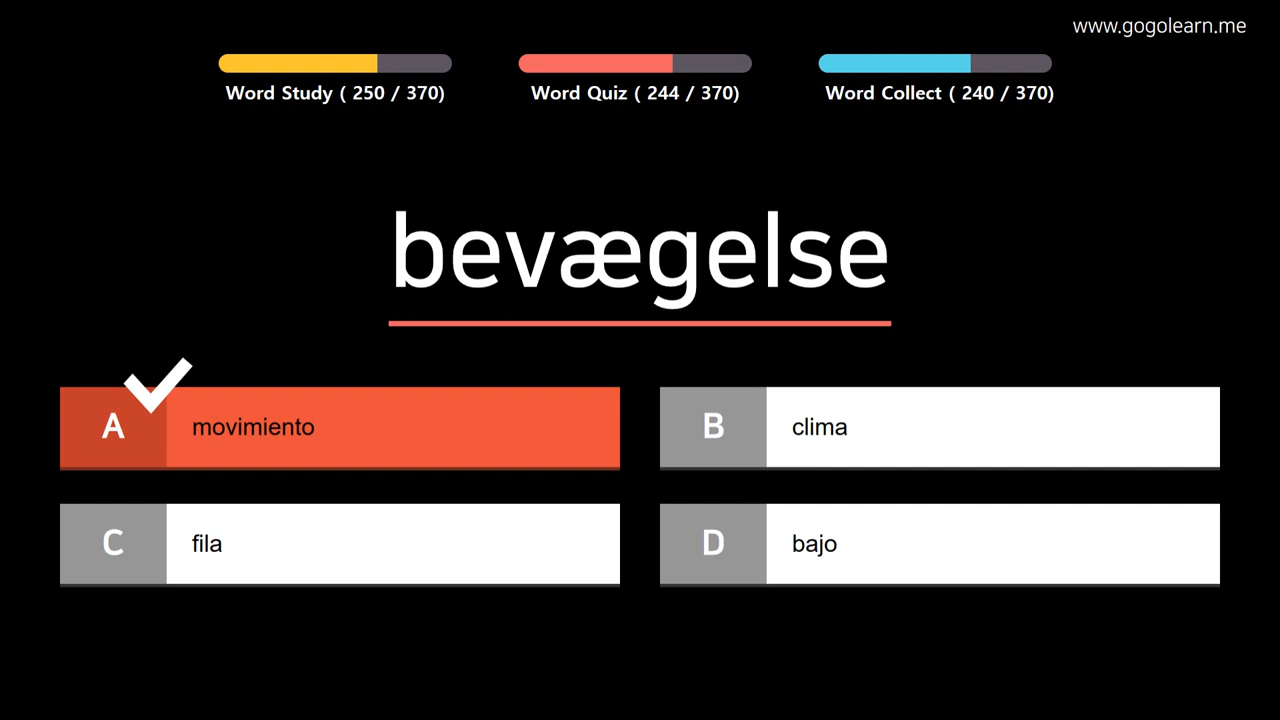 www.gogolearn.me
Word Study ( 250 / 370)
Word Quiz ( 244 / 370)
Word Collect ( 240 / 370)
bevægelse
A movimiento
B clima
C fila
D bajo